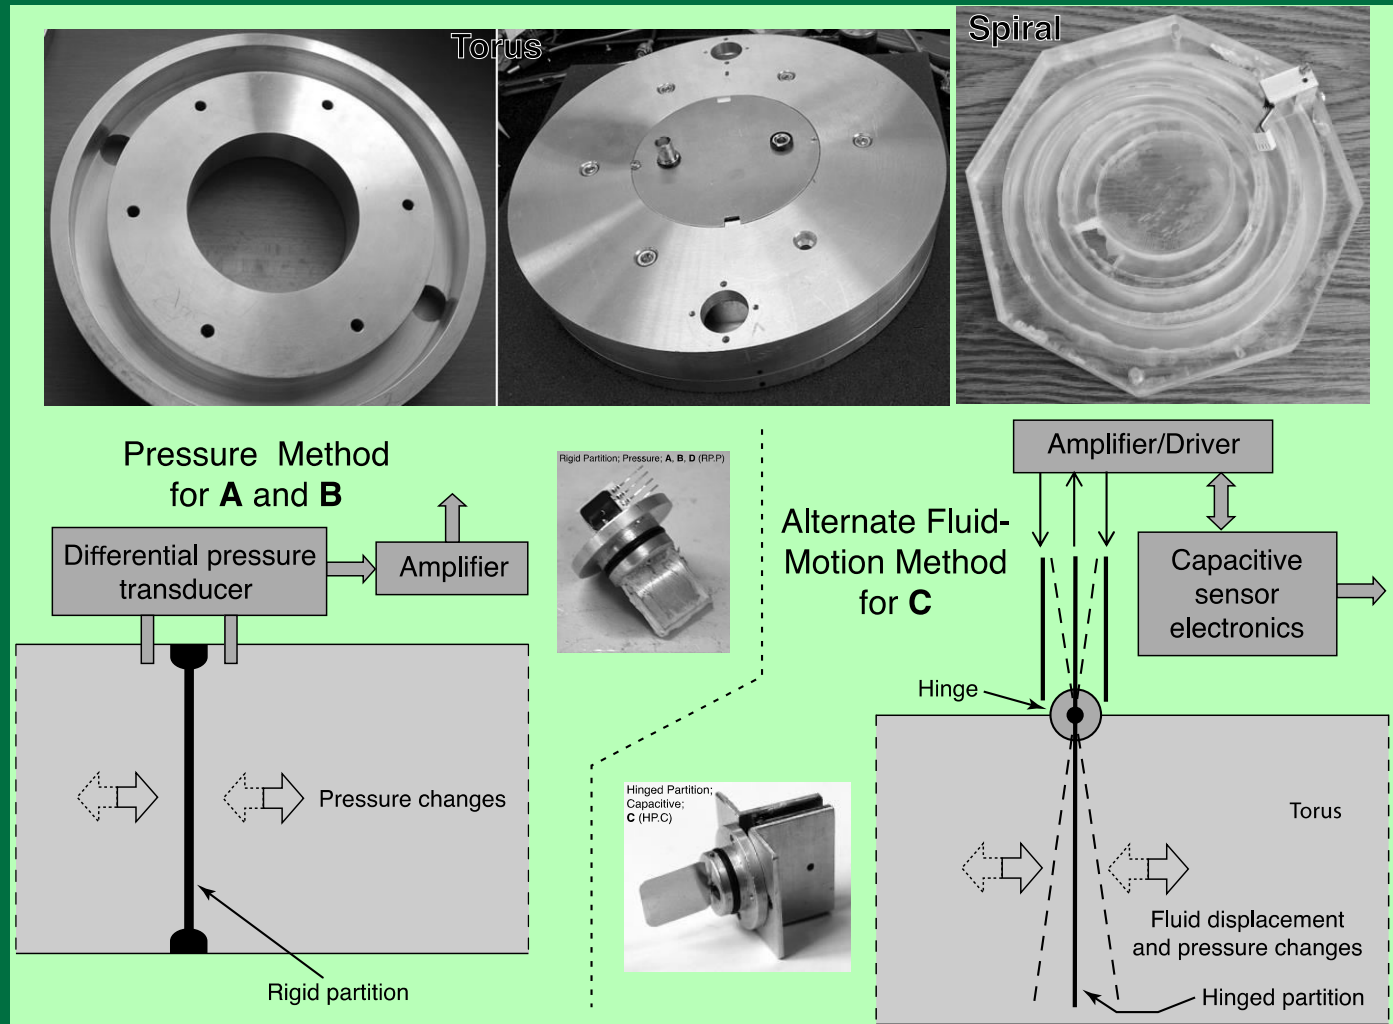 Torus
Spiral
Pressure Method
for A and B
Differential pressure
transducer
Amplifier
Pressure changes
Rigid partition
Rigid Partition; Pressure; A, B, D (RP.P)
Hinged Partition;
Capacitive;
C (HP.C)
Alternate Fluid-
Motion Method
for C
Amplifier/Driver
Capacitive
sensor
electronics
Hinge
Torus
Fluid displacement
and pressure changes
Hinged partition